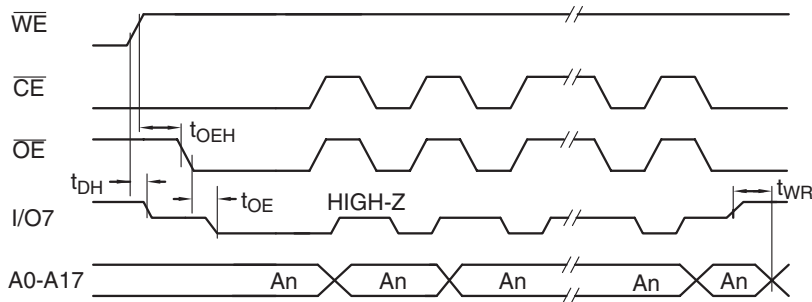 WE
CE
tOEH
OE
tDH
tOE
HIGH-Z
tWR
I/O7
A0-A17 An An An An An